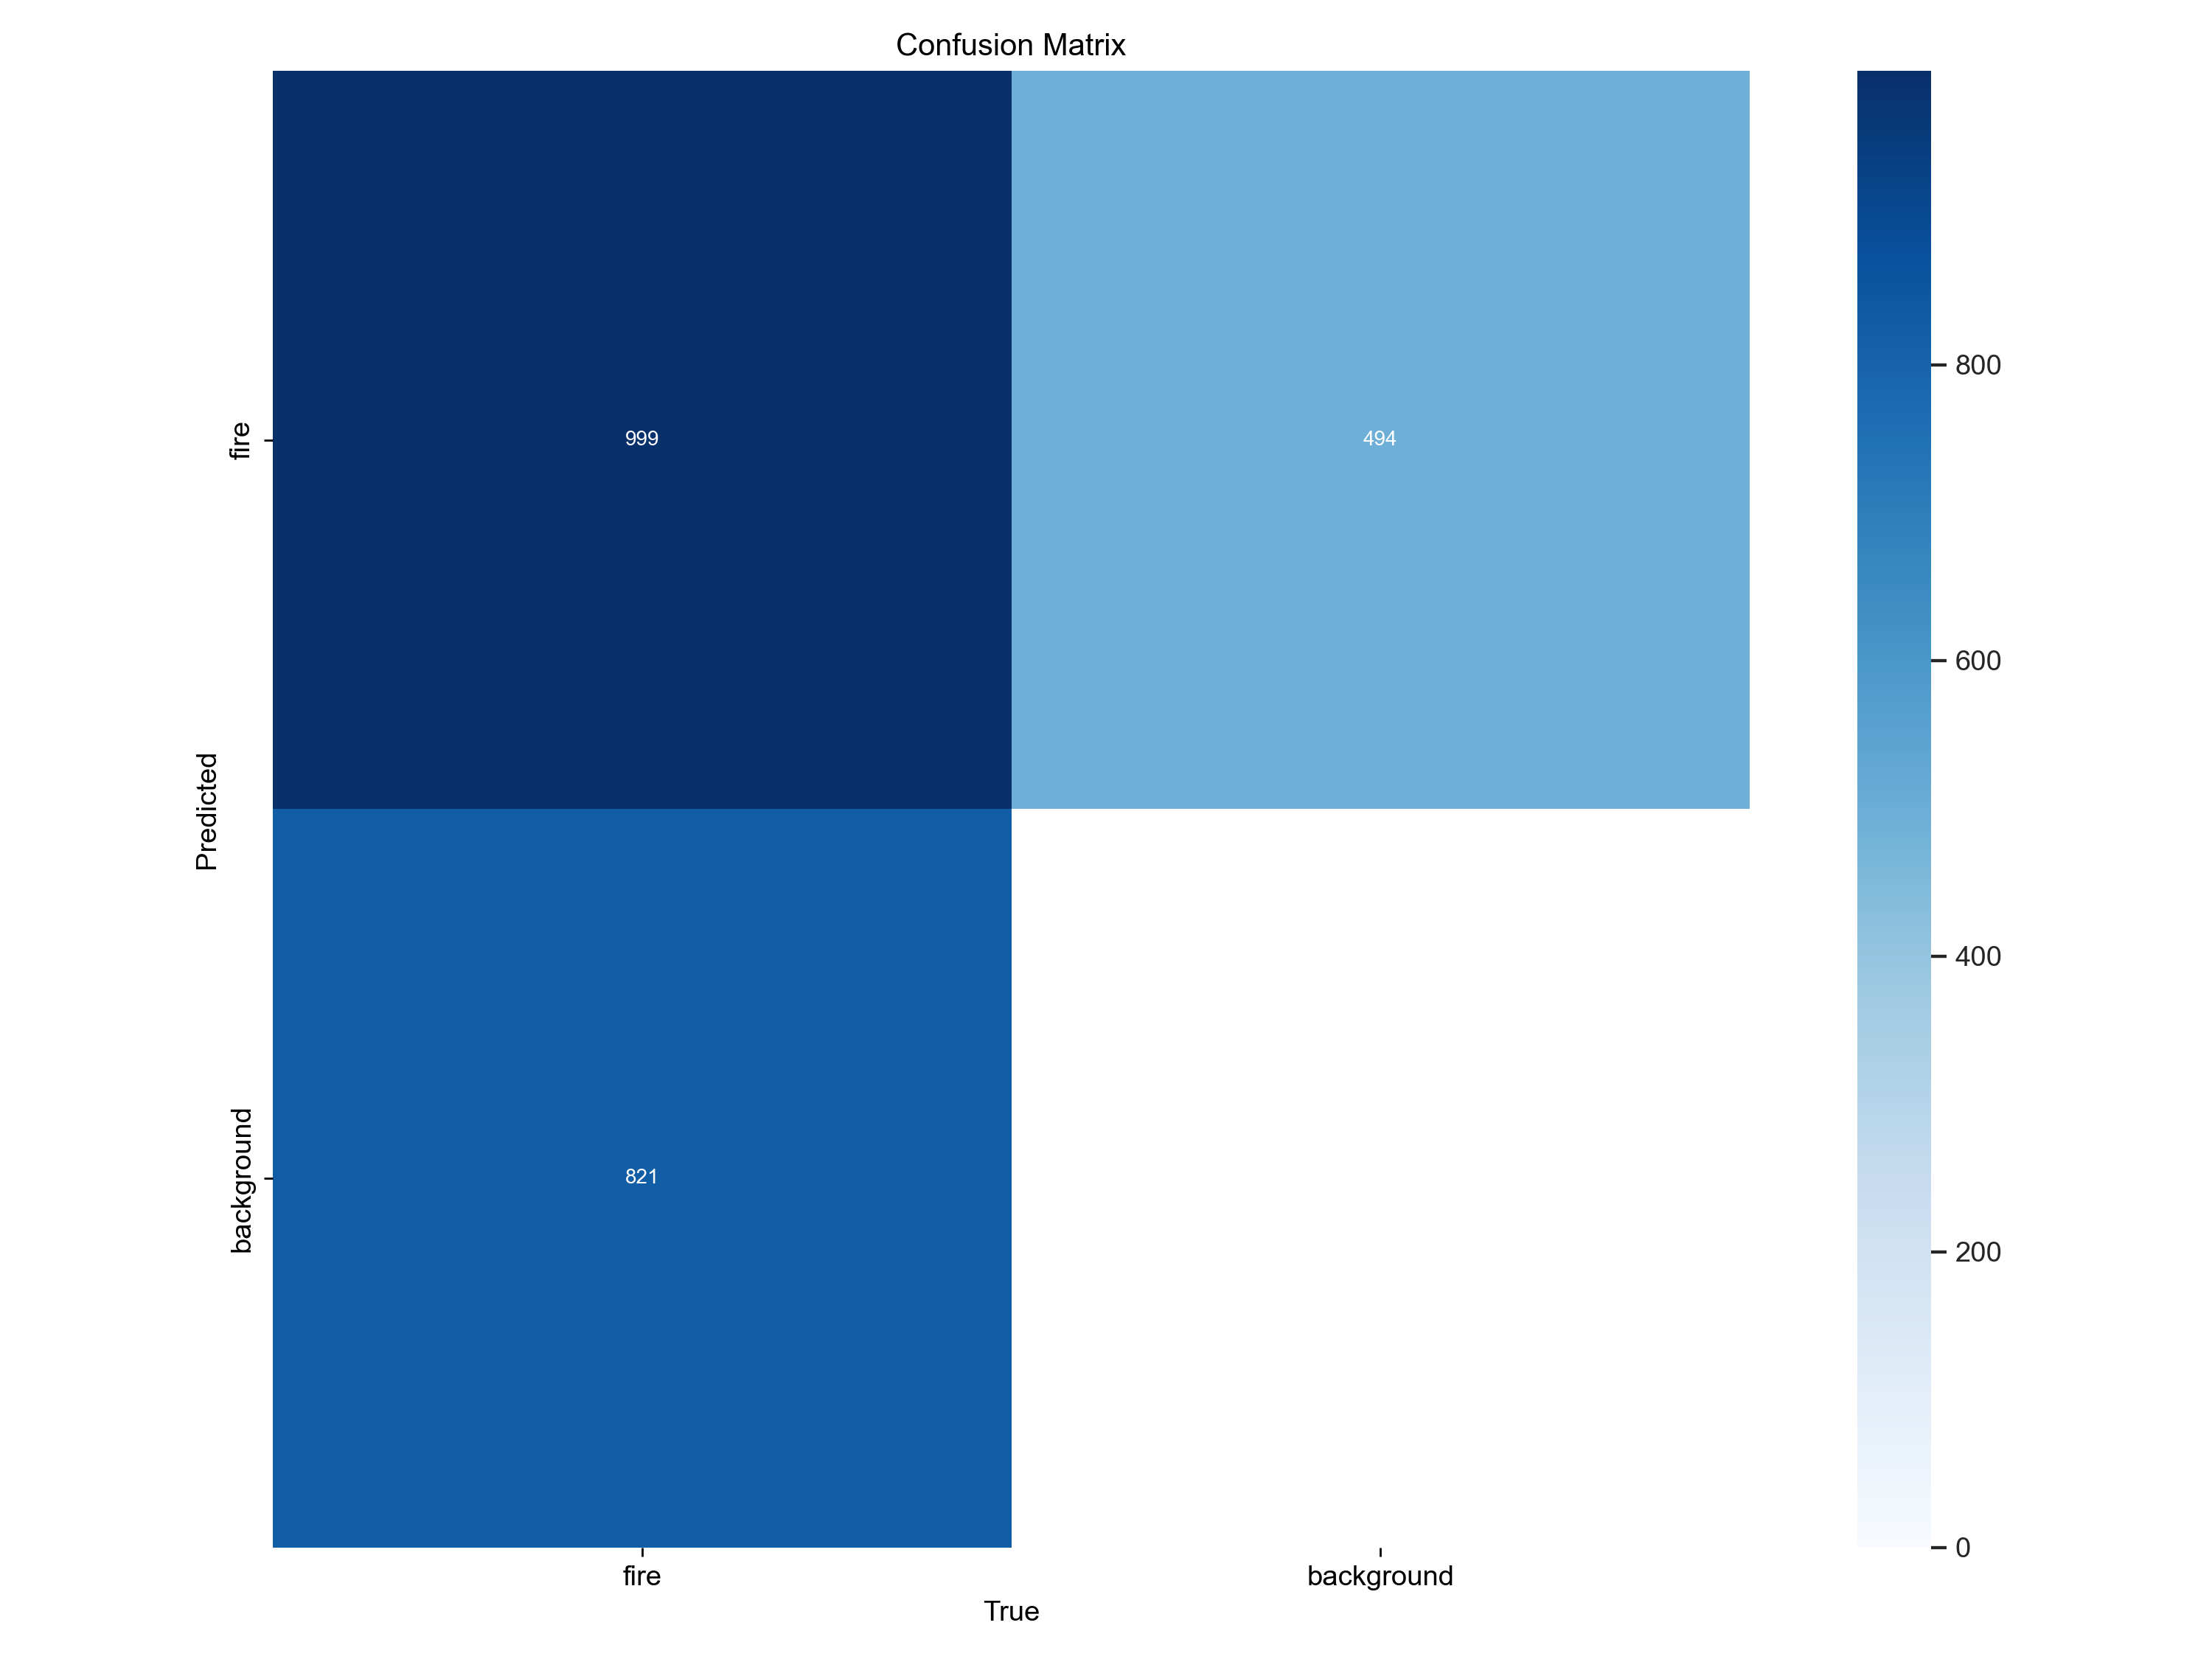 Confusion Matrix
fire
999
494
Predicted
background
821
fire
background
True
800
600
400
200
0